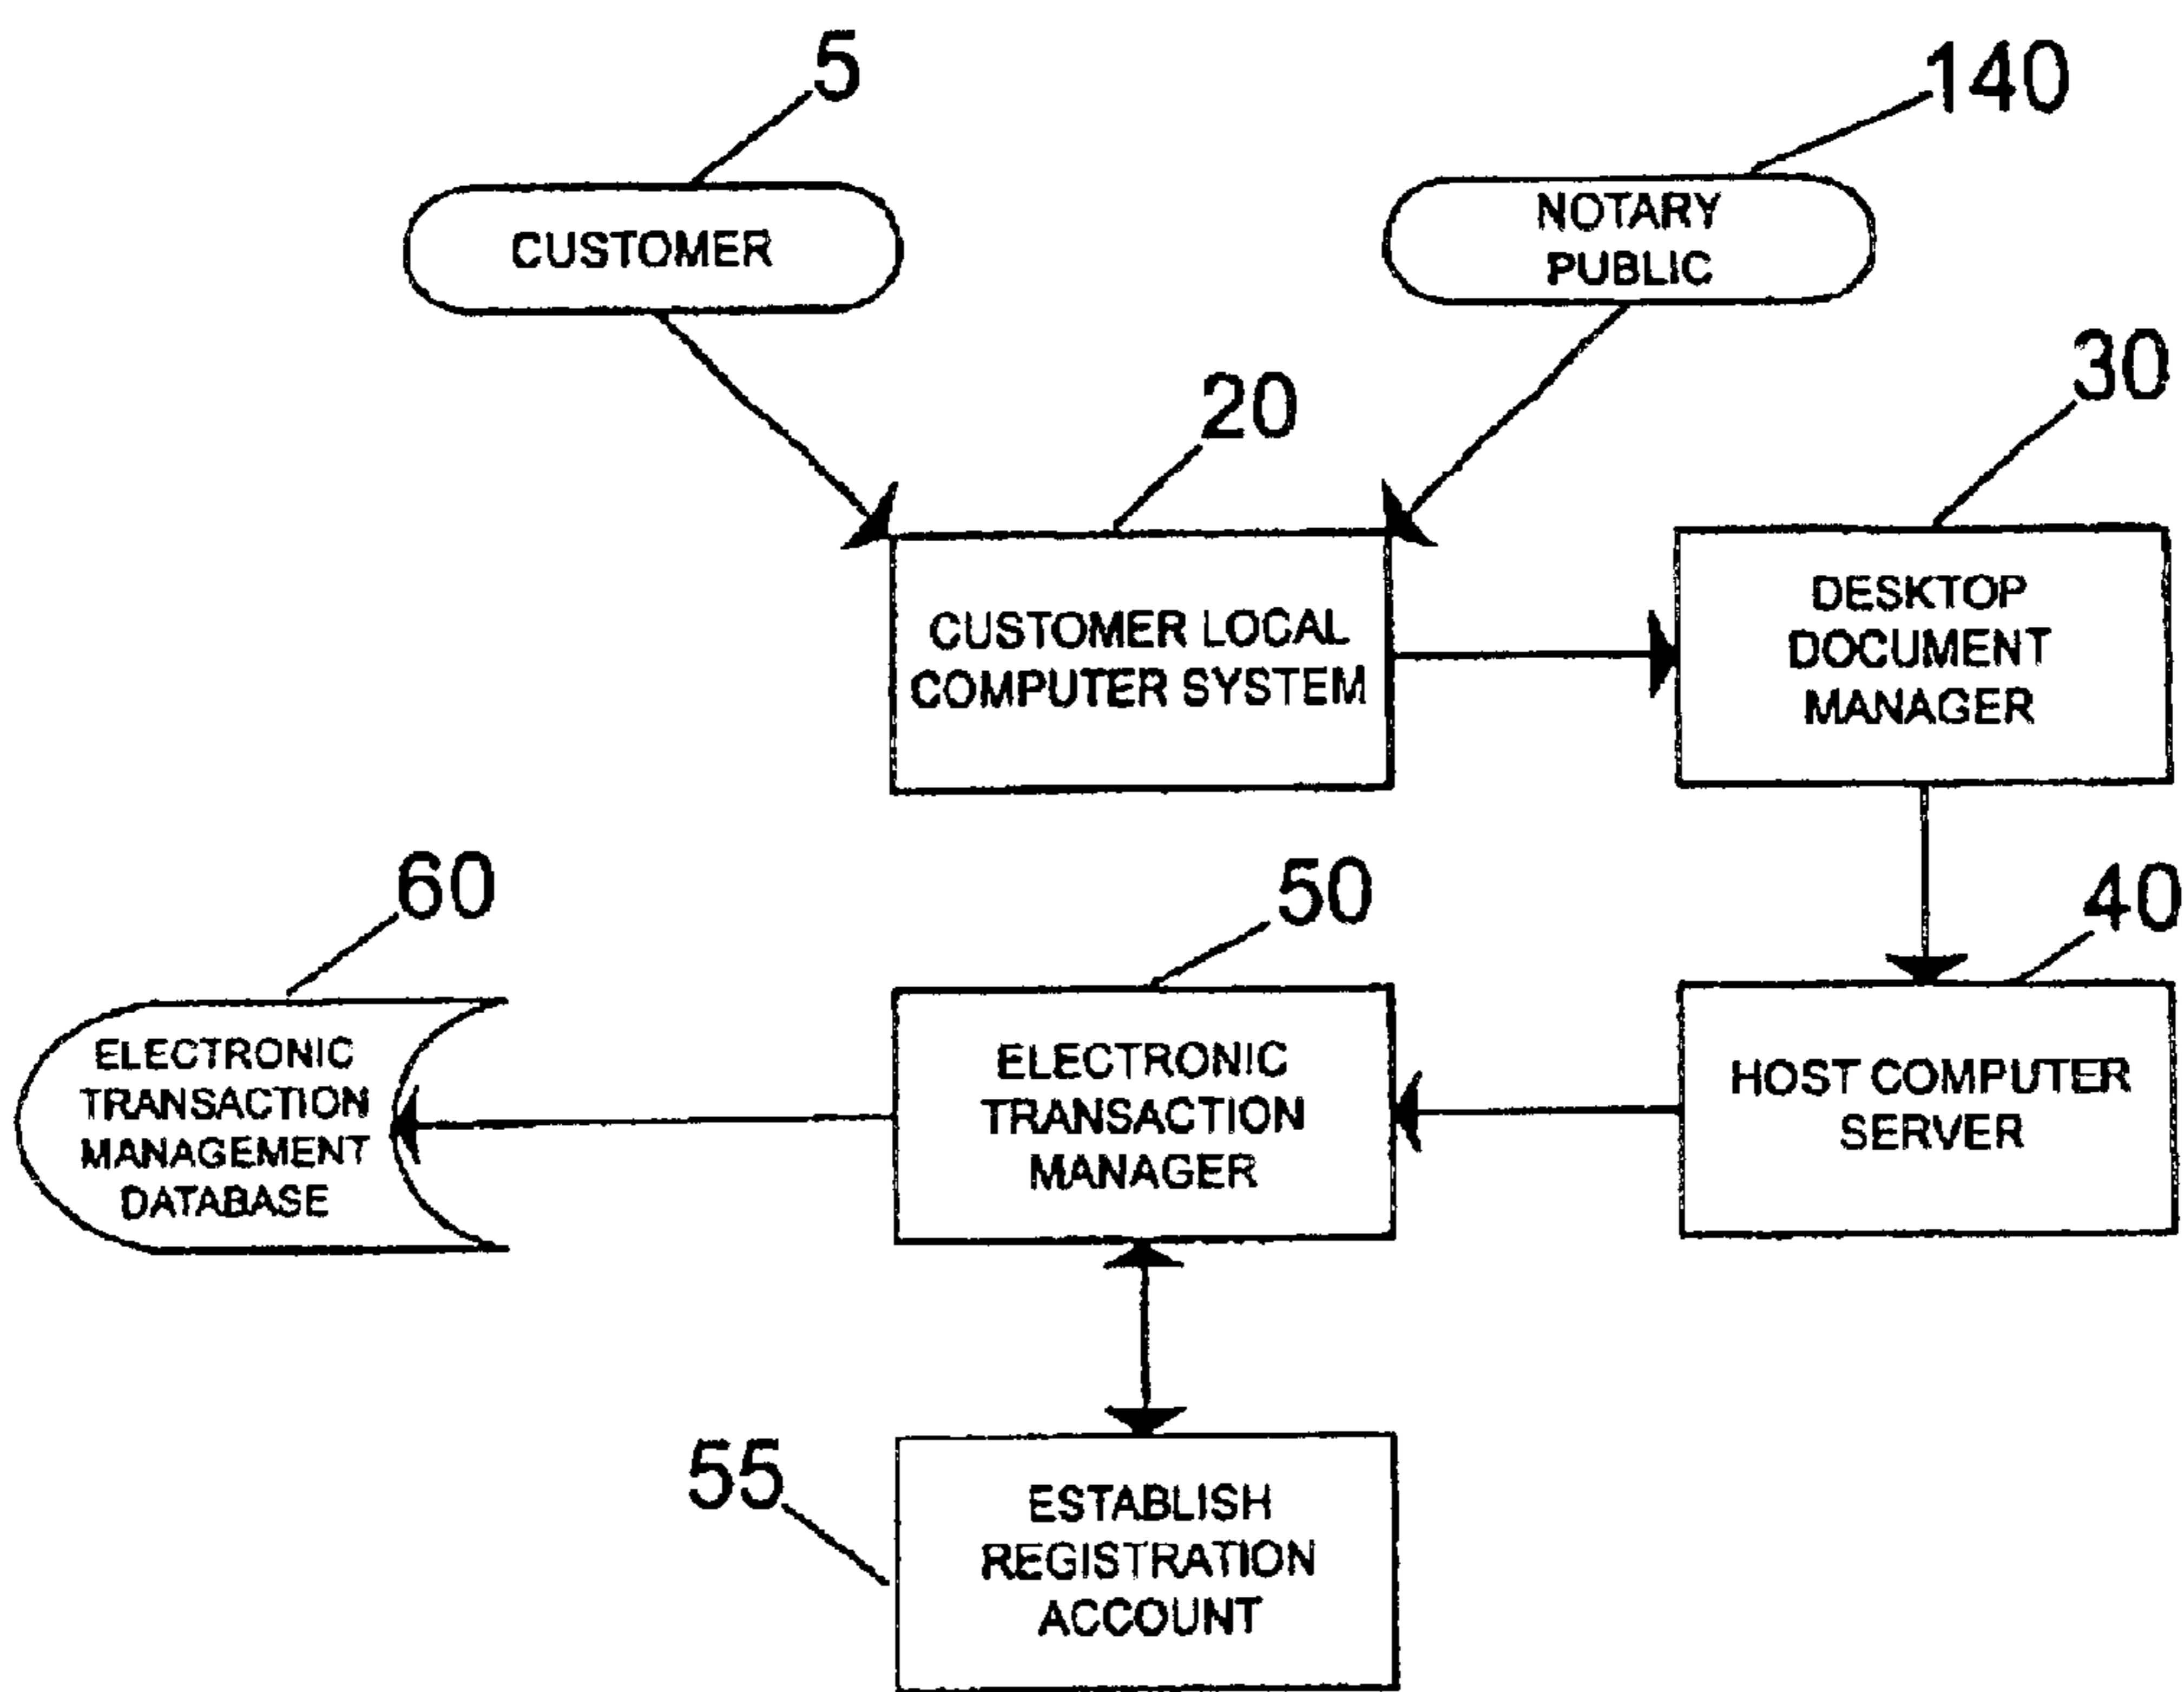 5
140
CUSTOMER
NOTARY
PUBLIC
20
30
CUSTOMER LOCAL
COMPUTER SYSTEM
DESKTOP
DOCUMENT
MANAGER
60
50
40
ELECTRONIC
TRANSACTION
MANAGEMENT
DATABASE
ELECTRONIC
TRANSACTION
MANAGER
HOST COMPUTER
SERVER
55
ESTABLISH
REGISTRATION
ACCOUNT